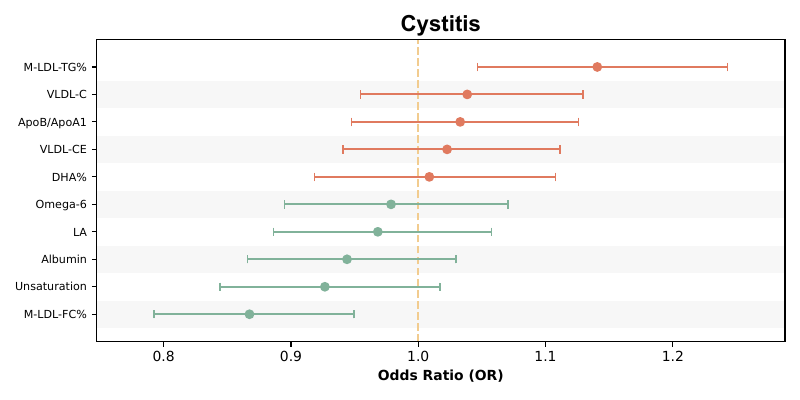 Cystitis
M-LDL-TG%
VLDL-C
ApoB/ApoA1
VLDL-CE
DHA%
Omega-6
LA
Albumin
Unsaturation
M-LDL-FC%
0.8 0.9 1.0 1.1 1.2
Odds Ratio (OR)